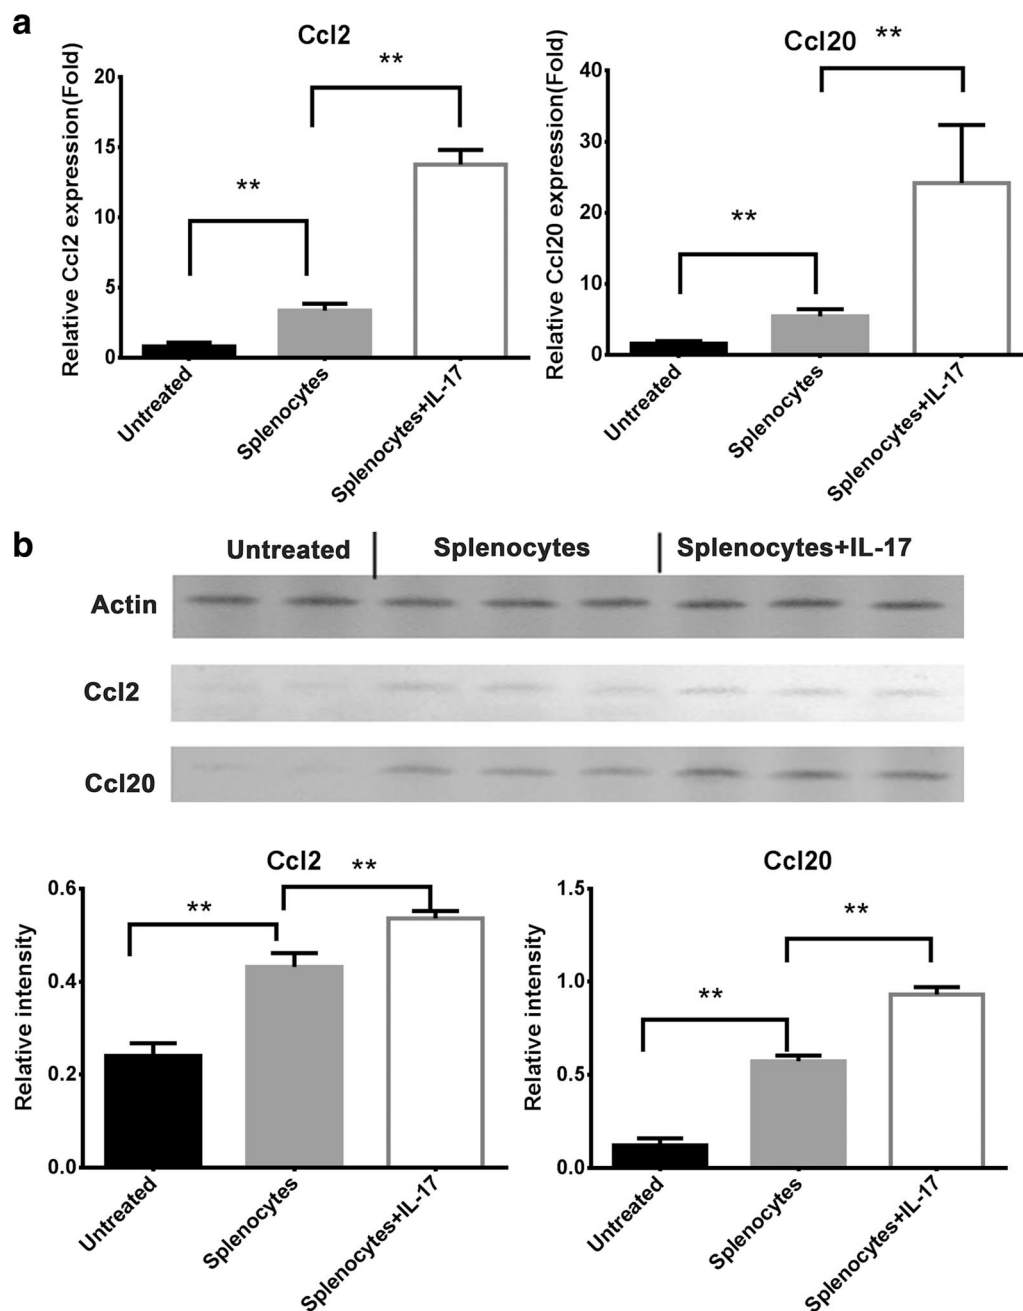 a
Ccl2
Relative Ccl2 expression(Fold)
20
15
10
5
0
**
**
Untreated
Splenocytes
Splenocytes+IL-17
Ccl20
Relative Ccl20 expression(Fold)
40
30
20
10
0
**
**
Untreated
Splenocytes
Splenocytes+IL-17
b
Untreated | Splenocytes | Splenocytes+IL-17
Actin
Ccl2
Ccl20
Ccl2
Relative intensity
0.6
0.4
0.2
0.0
**
**
Untreated
Splenocytes
Splenocytes+IL-17
Ccl20
Relative intensity
1.5
1.0
0.5
0.0
**
**
Untreated
Splenocytes
Splenocytes+IL-17